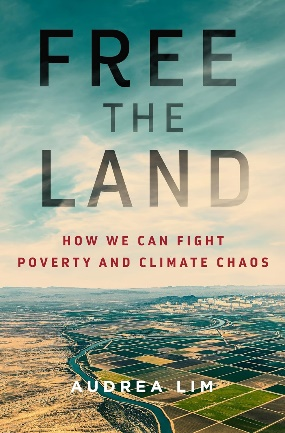 FREE
THE
LAND
HOW WE CAN FIGHT
POVERTY AND CLIMATE CHAOS
AUDREA LIM